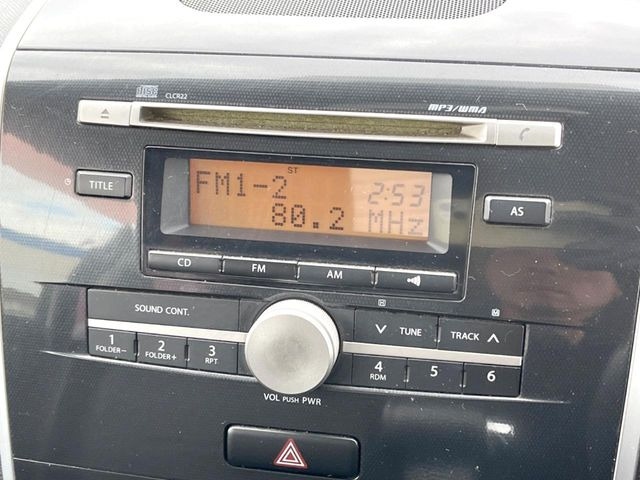 CLCR22
MP3/WMA
ST
FM1-2 2:53
80.2 MHz
TITLE
AS
CD FM AM
SOUND CONT.
TUNE
TRACK
1 FOLDER-
2 FOLDER+
3 RPT
4 RDM
5
6
VOL PUSH PWR